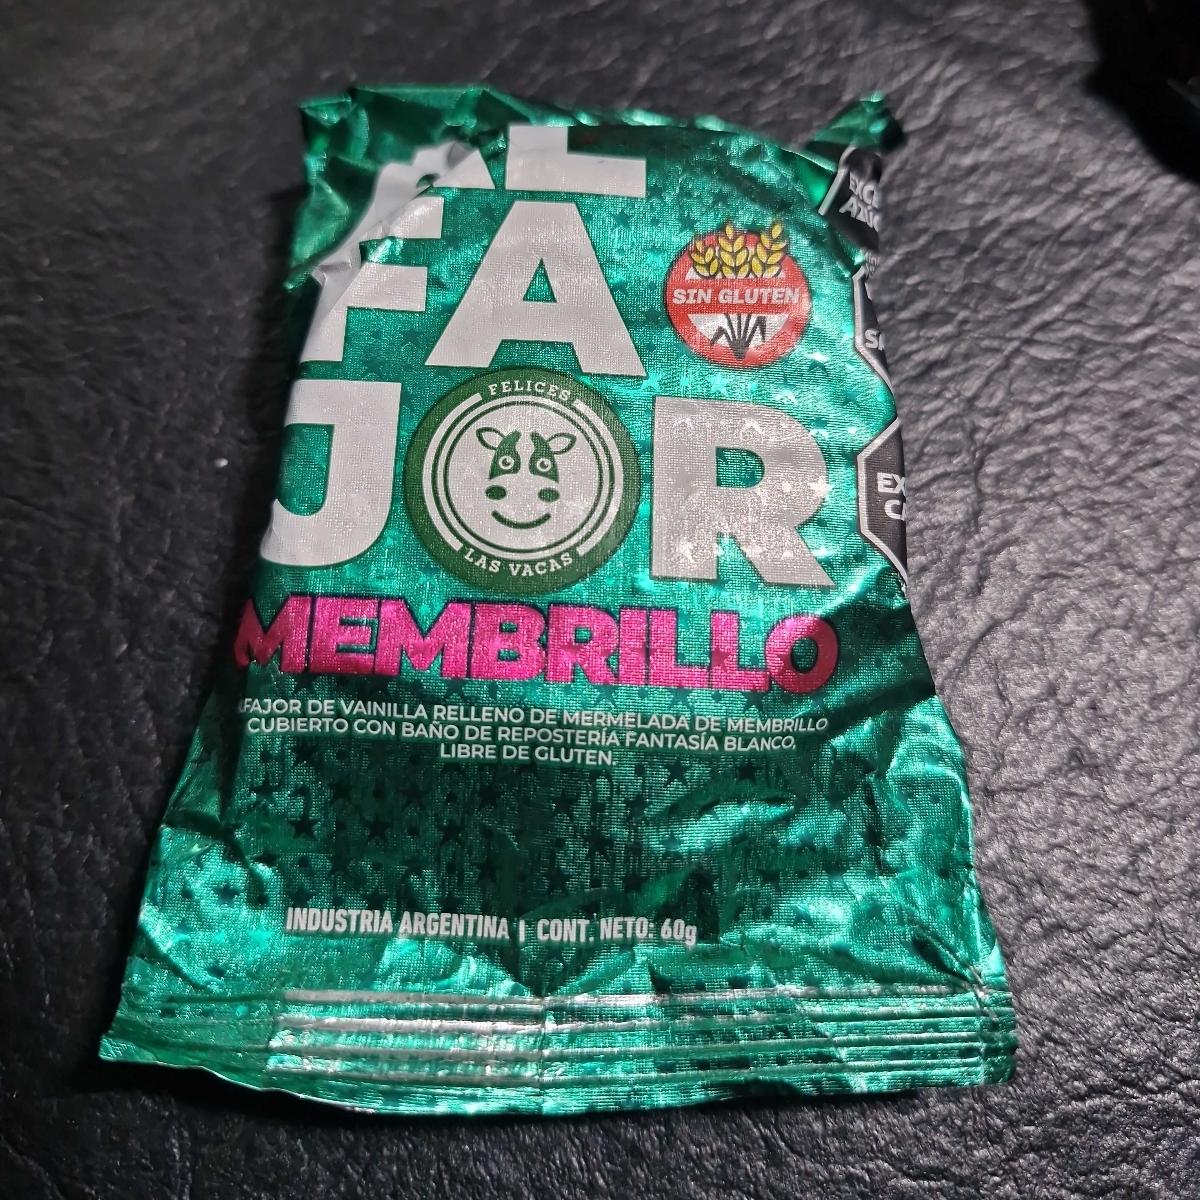 AL
FA
JOR
SIN GLUTEN
FELICES
LAS VACAS
MEMBRILLO
ALFAJOR DE VAINILLA RELLENO DE MERMELADA DE MEMBRILLO
CUBIERTO CON BAÑO DE REPOSTERÍA FANTASÍA BLANCO.
LIBRE DE GLUTEN.
INDUSTRIA ARGENTINA | CONT. NETO: 60g